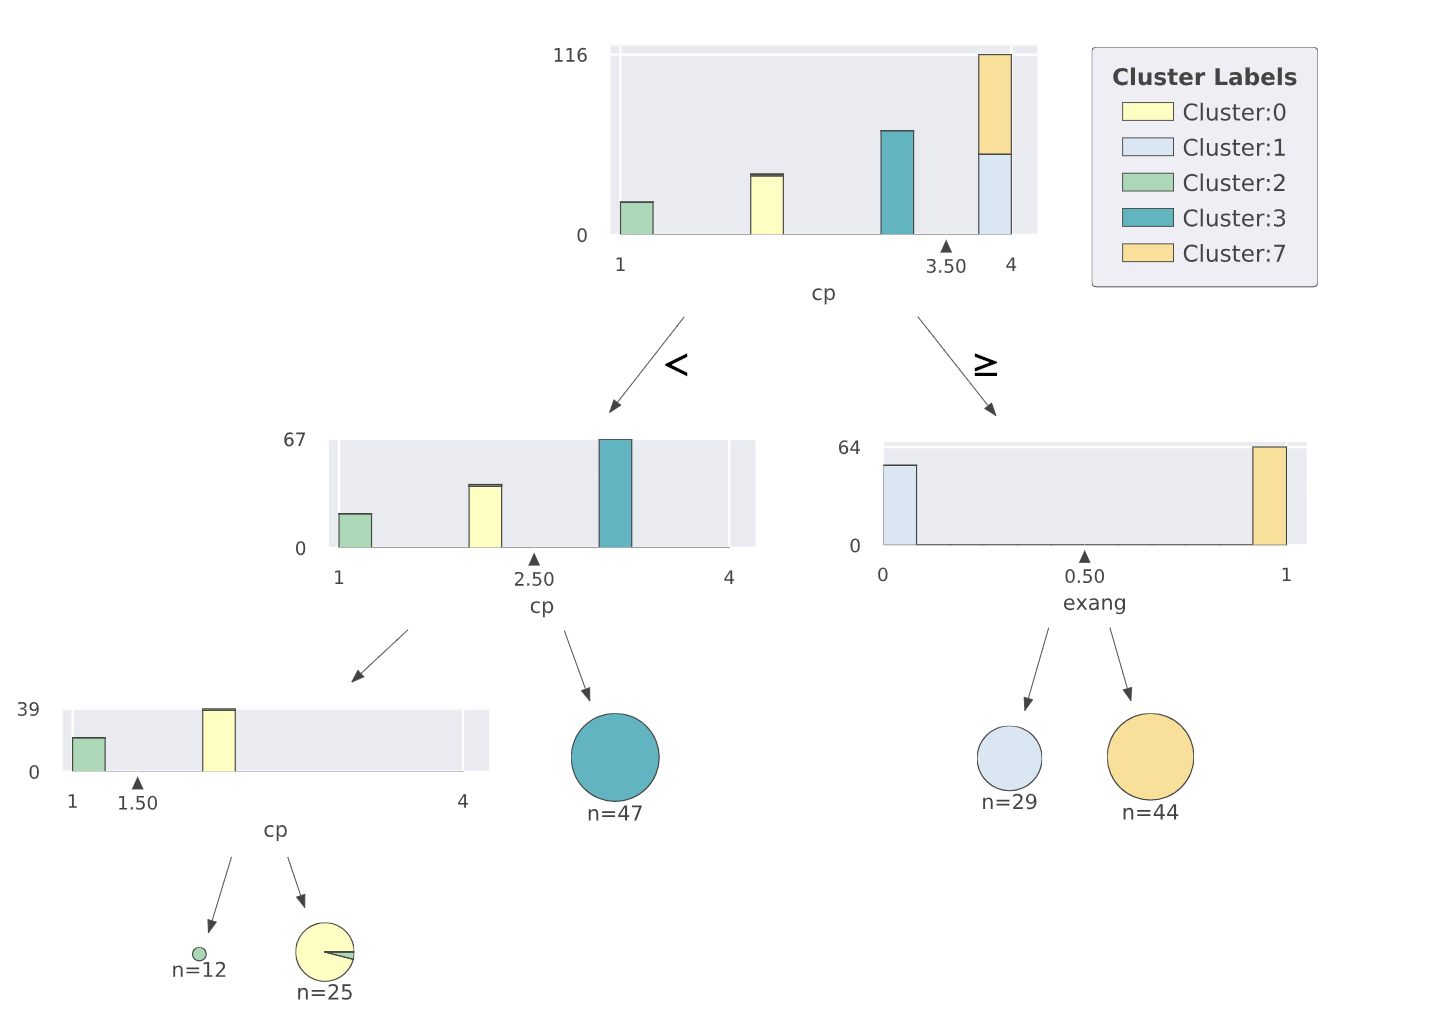 116
0
1
3.50
4
cp
Cluster Labels
Cluster:0
Cluster:1
Cluster:2
Cluster:3
Cluster:7
<
≥
67
0
1
2.50
4
cp
64
0
0
0.50
1
exang
39
0
1
1.50
4
cp
n=47
n=29
n=44
n=12
n=25